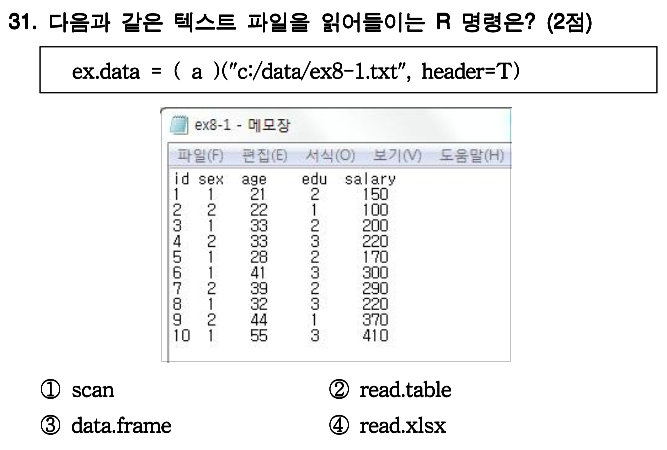 31. 다음과 같은 텍스트 파일을 읽어들이는 R 명령은? (2점)
ex.data = ( a )("c:/data/ex8-1.txt", header=T)
ex8-1 - 메모장
파일(F) 편집(E) 서식(O) 보기(V) 도움말(H)
id sex age edu salary
1 1 21 2 150
2 2 22 1 100
3 1 33 2 200
4 2 33 3 220
5 1 28 2 170
6 1 41 3 300
7 2 39 2 290
8 1 32 3 220
9 2 44 1 370
10 1 55 3 410
① scan ② read.table
③ data.frame ④ read.xlsx